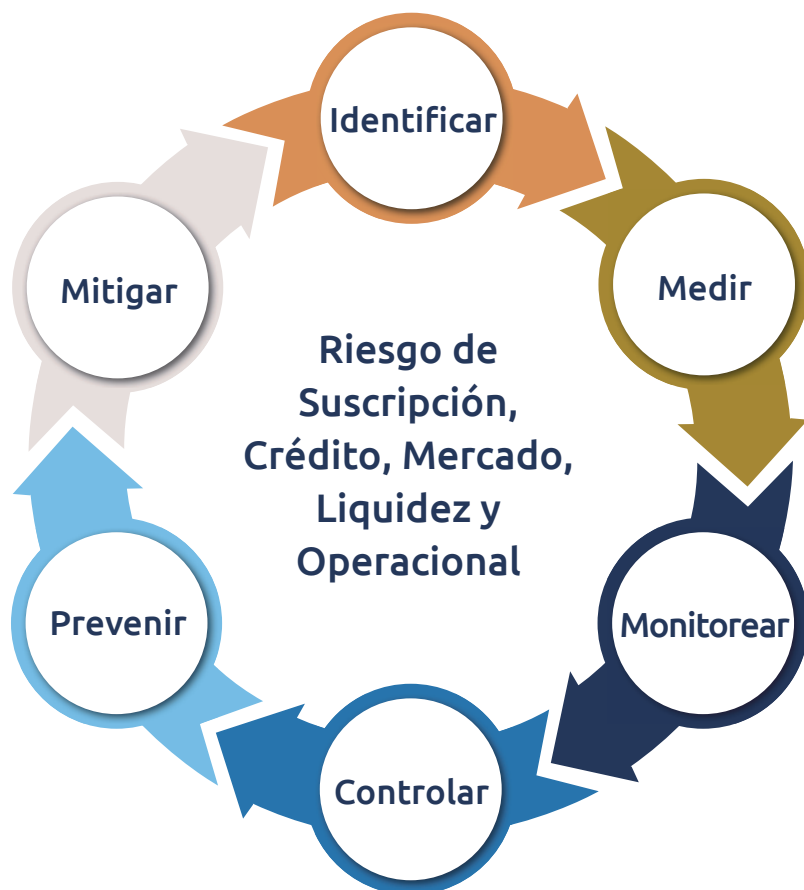 Identificar
Medir
Monitorear
Controlar
Prevenir
Mitigar
Riesgo de
Suscripción,
Crédito, Mercado,
Liquidez y
Operacional